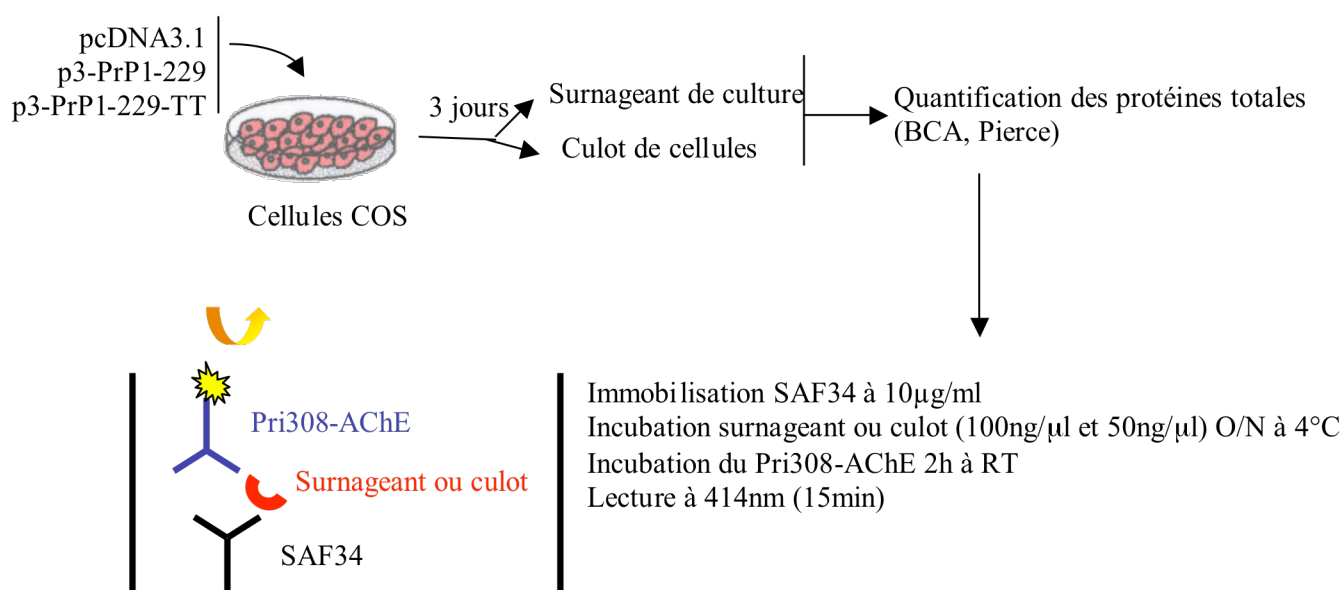 pcDNA3.1
p3-PrP1-229
p3-PrP1-229-TT
3 jours
Surnageant de culture
Culot de cellules
Quantification des protéines totales
(BCA, Pierce)
Cellules COS
Pri308-AChE
Surnageant ou culot
SAF34
Immobilisation SAF34 à 10µg/ml
Incubation surnageant ou culot (100ng/µl et 50ng/µl) O/N à 4°C
Incubation du Pri308-AChE 2h à RT
Lecture à 414nm (15min)